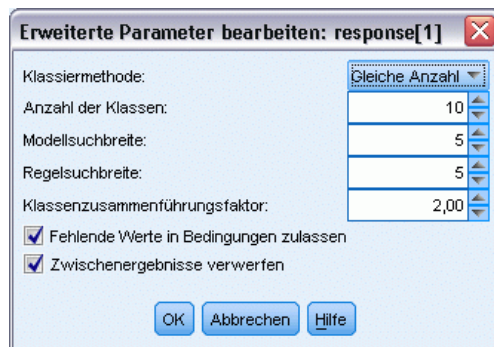 Erweiterte Parameter bearbeiten: response[1]
Klassiermethode: Gleiche Anzahl
Anzahl der Klassen: 10
Modellsuchbreite: 5
Regelsuchbreite: 5
Klassenzusammenführungsfaktor: 2,00
Fehlende Werte in Bedingungen zulassen
Zwischenergebnisse verwerfen
OK Abbrechen Hilfe